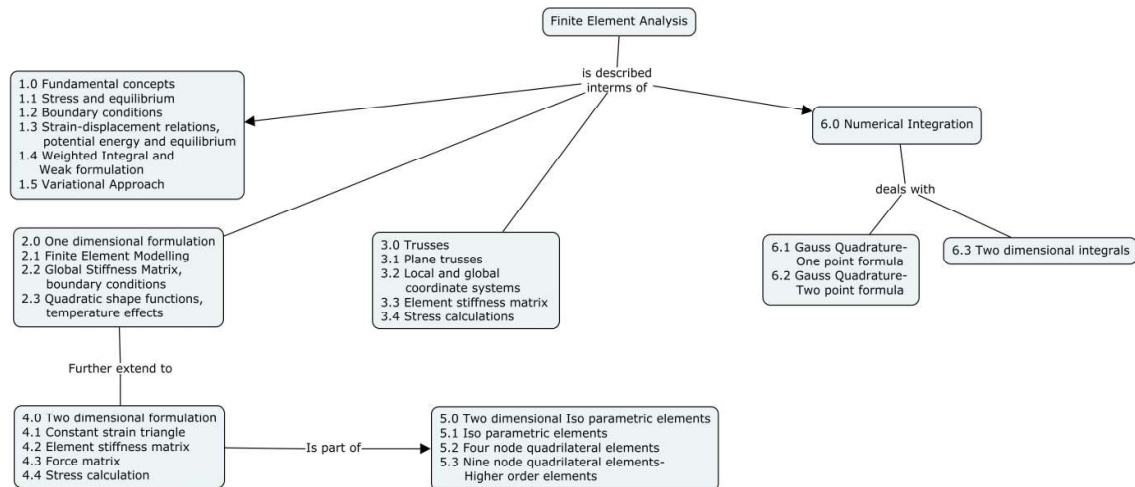 Finite Element Analysis
is described
interms of
1.0 Fundamental concepts
1.1 Stress and equilibrium
1.2 Boundary conditions
1.3 Strain-displacement relations,
potential energy and equilibrium
1.4 Weighted Integral and
Weak formulation
1.5 Variational Approach
6.0 Numerical Integration
deals with
2.0 One dimensional formulation
2.1 Finite Element Modelling
2.2 Global Stiffness Matrix,
boundary conditions
2.3 Quadratic shape functions,
temperature effects
3.0 Trusses
3.1 Plane trusses
3.2 Local and global
coordinate systems
3.3 Element stiffness matrix
3.4 Stress calculations
6.1 Gauss Quadrature-
One point formula
6.2 Gauss Quadrature-
Two point formula
6.3 Two dimensional integrals
Further extend to
4.0 Two dimensional formulation
4.1 Constant strain triangle
4.2 Element stiffness matrix
4.3 Force matrix
4.4 Stress calculation
Is part of
5.0 Two dimensional Iso parametric elements
5.1 Iso parametric elements
5.2 Four node quadrilateral elements
5.3 Nine node quadrilateral elements-
Higher order elements